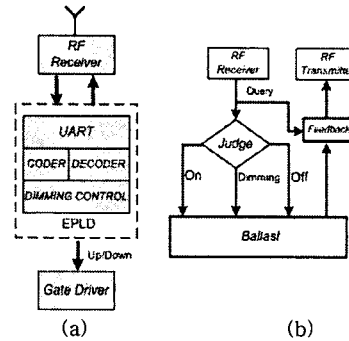 RF
Receiver
UART
CODER
DECODER
DIMMING CONTROL
EPLD
Up/Down
Gate Driver
(a)
RF
Receiver
RF
Transmitter
Query
Judge
Feedback
On
Dimming
Off
Ballast
(b)